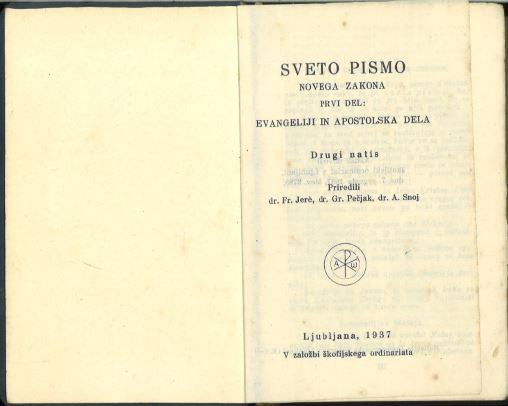 SVETO PISMO
NOVEGA ZAKONA
PRVI DEL:
EVANGELIJI IN APOSTOLSKA DELA
Drugi natis
Priredili
dr. Fr. Jerè, dr. Gr. Pečjak, dr. A. Snoj
A Ω
Ljubljana, 1937
V založbi škofijskega ordinariata